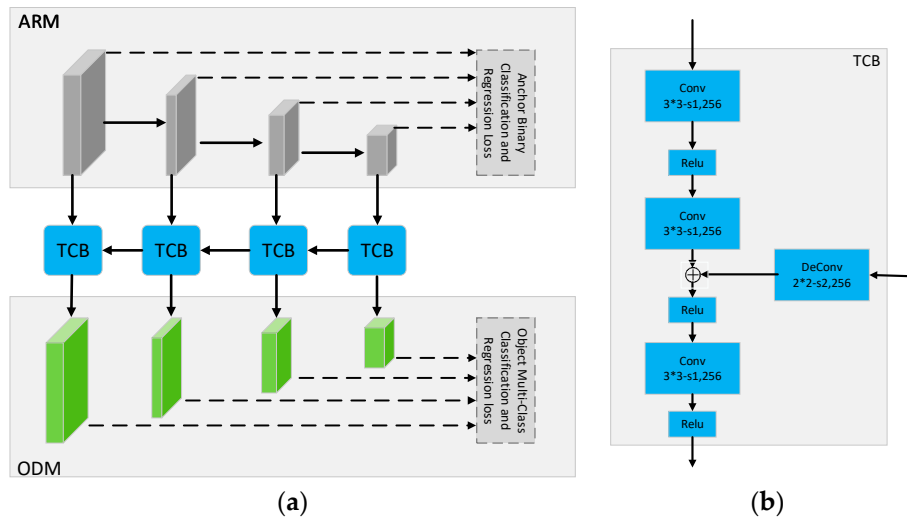 ARM
Anchor Binary
Classification and
Regression Loss
TCB
TCB
TCB
TCB
Object Multi-Class
Classification and
Regression loss
ODM
(a)
TCB
Conv
3*3-s1,256
Relu
Conv
3*3-s1,256
DeConv
2*2-s2,256
Relu
Conv
3*3-s1,256
Relu
(b)